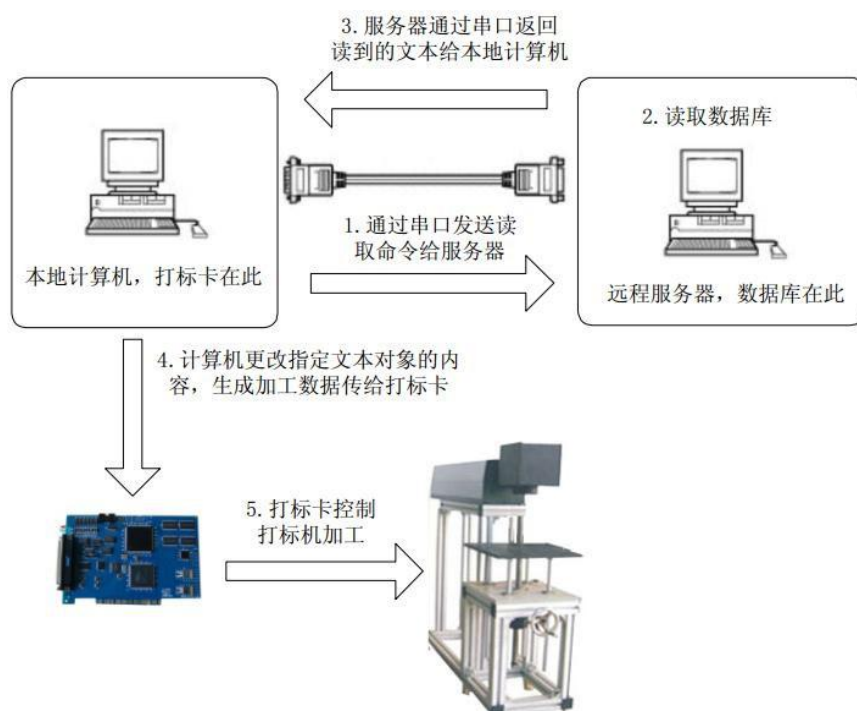 3.服务器通过串口返回
读到的文本给本地计算机
2.读取数据库
1.通过串口发送读
取命令给服务器
本地计算机，打标卡在此
远程服务器，数据库在此
4.计算机更改指定文本对象的内
容，生成加工数据传给打标卡
5.打标卡控制
打标机加工